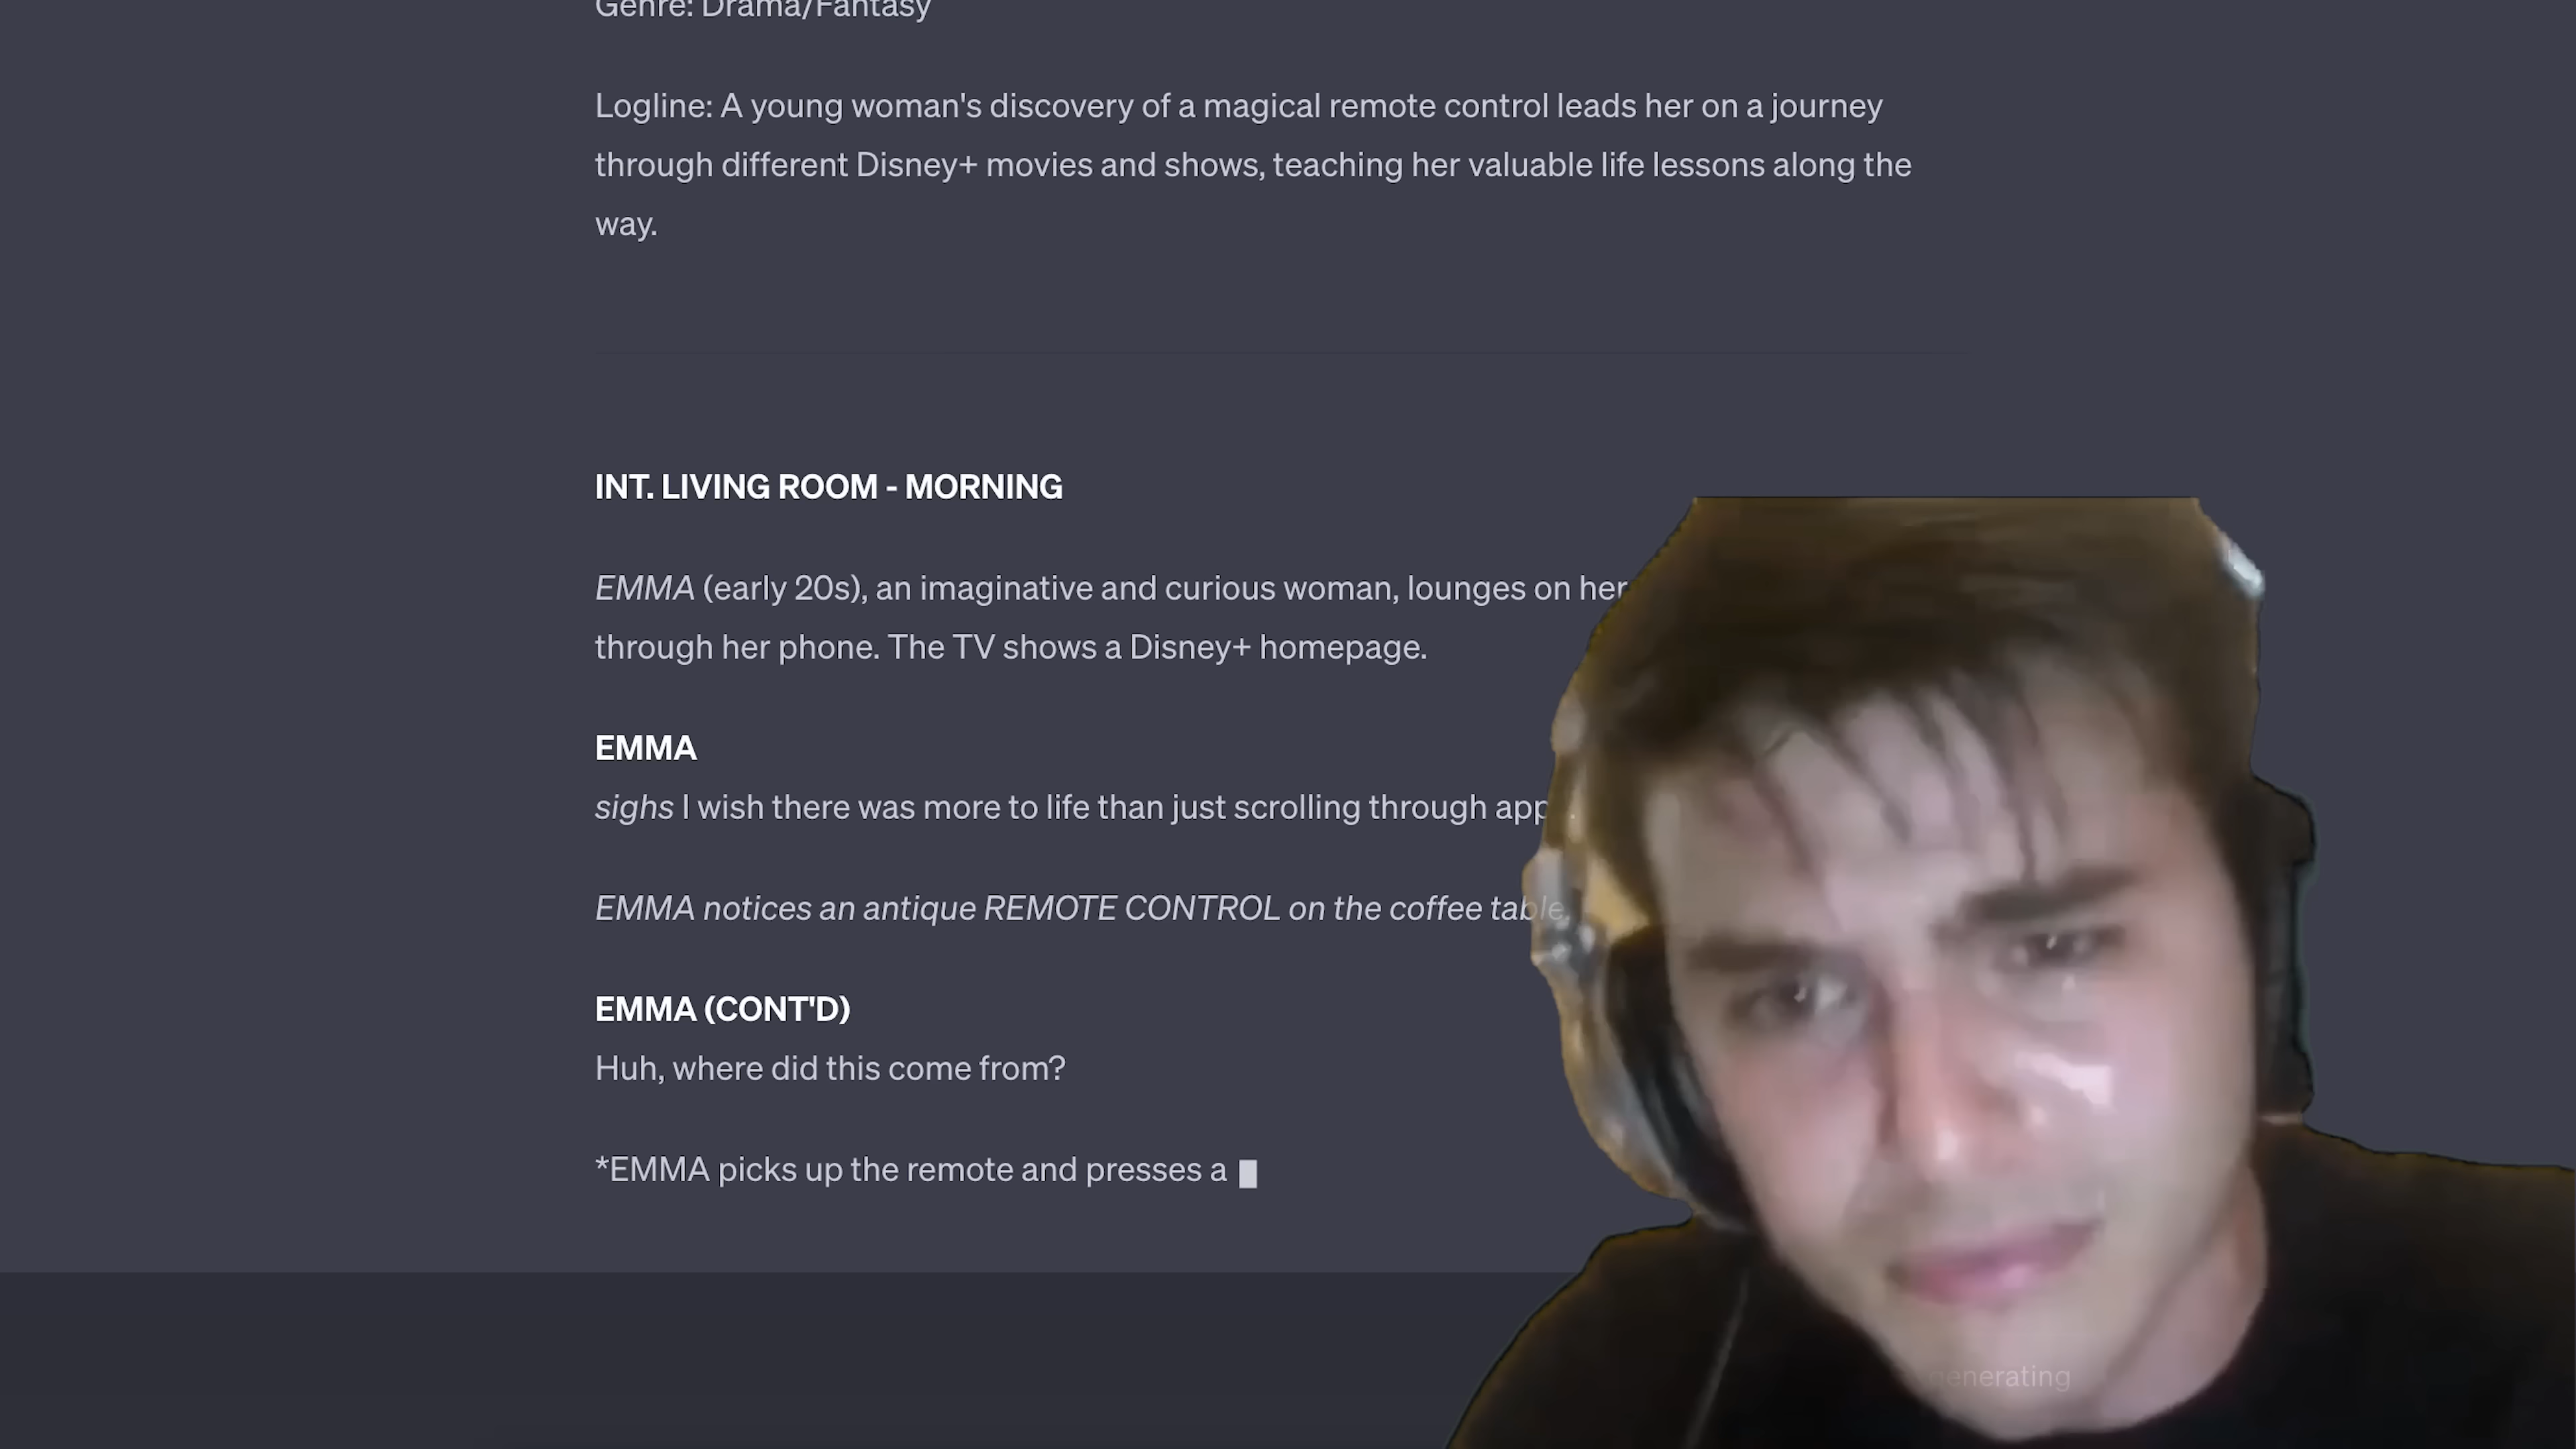 Genre: Drama/Fantasy
Logline: A young woman's discovery of a magical remote control leads her on a journey
through different Disney+ movies and shows, teaching her valuable life lessons along the
way.
INT. LIVING ROOM - MORNING
EMMA (early 20s), an imaginative and curious woman, lounges on her
through her phone. The TV shows a Disney+ homepage.
EMMA
sighs I wish there was more to life than just scrolling through app
EMMA notices an antique REMOTE CONTROL on the coffee table.
EMMA (CONT'D)
Huh, where did this come from?
*EMMA picks up the remote and presses a
generating